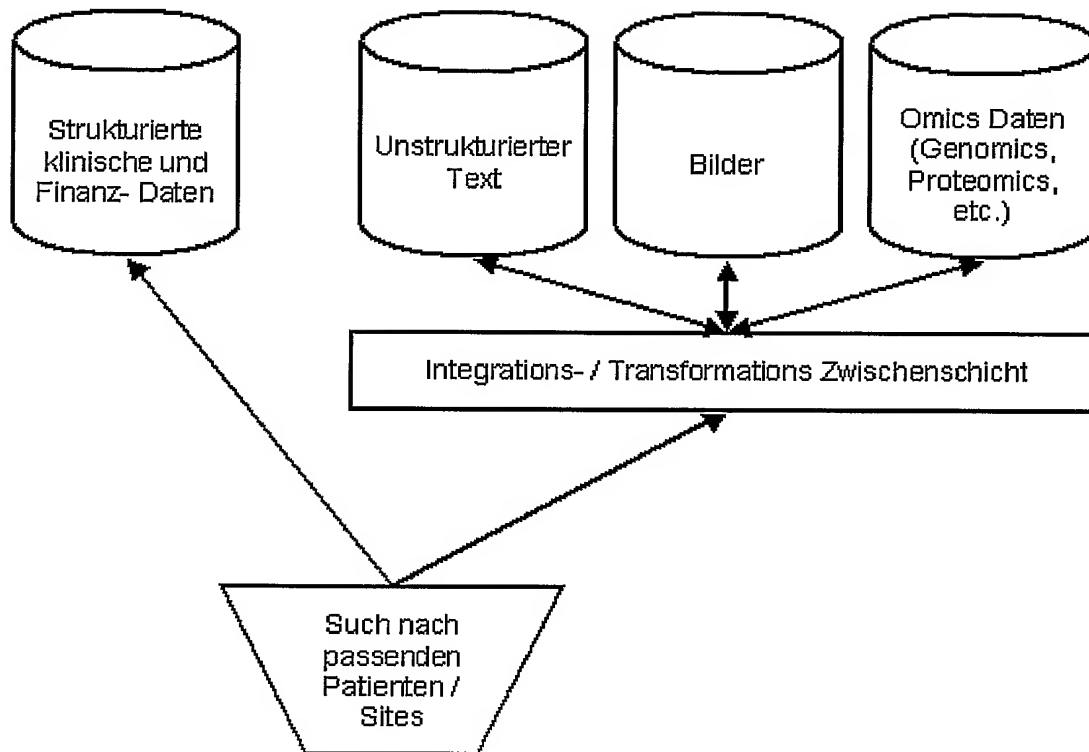 Strukturierte
klinische und
Finanz- Daten
Unstrukturierter
Text
Bilder
Omics Daten
(Genomics,
Proteomics,
etc.)
Integrations- / Transformations Zwischenschicht
Such nach
passenden
Patienten /
Sites